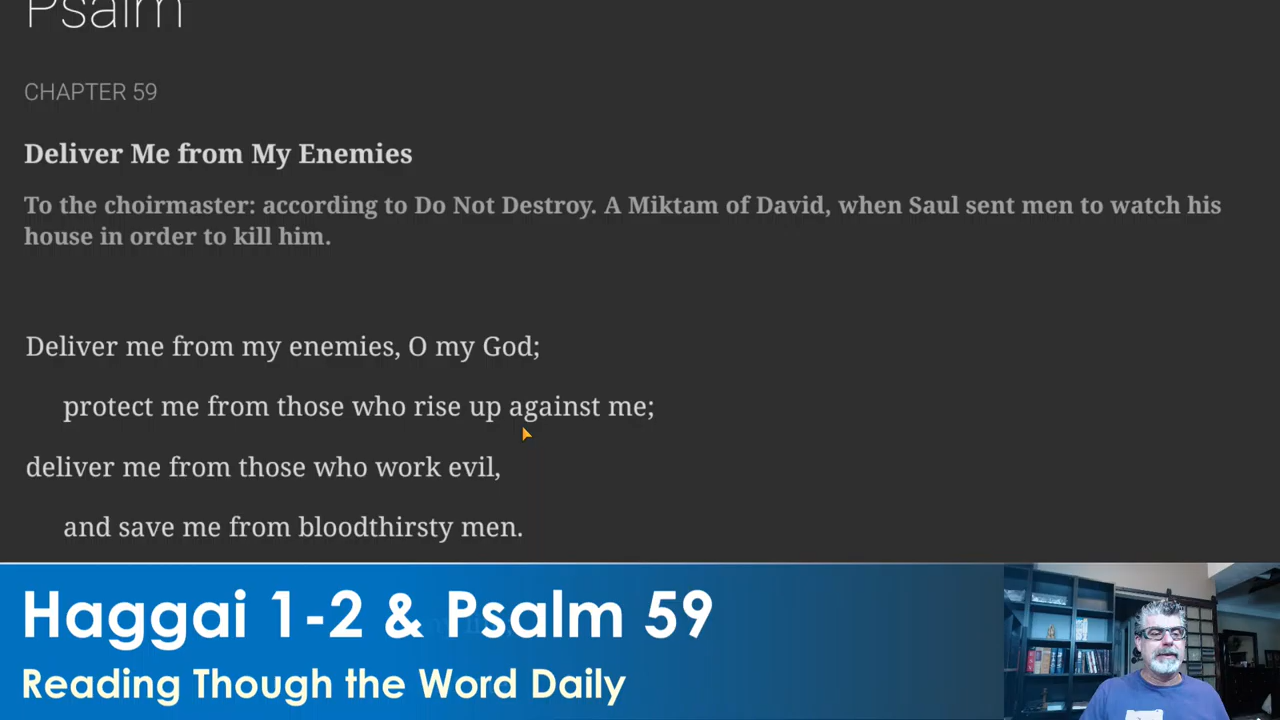 Psalm
CHAPTER 59
Deliver Me from My Enemies
To the choirmaster: according to Do Not Destroy. A Miktam of David, when Saul sent men to watch his
house in order to kill him.
Deliver me from my enemies, O my God;
protect me from those who rise up against me;
deliver me from those who work evil,
and save me from bloodthirsty men.
Haggai 1-2 & Psalm 59
Reading Though the Word Daily